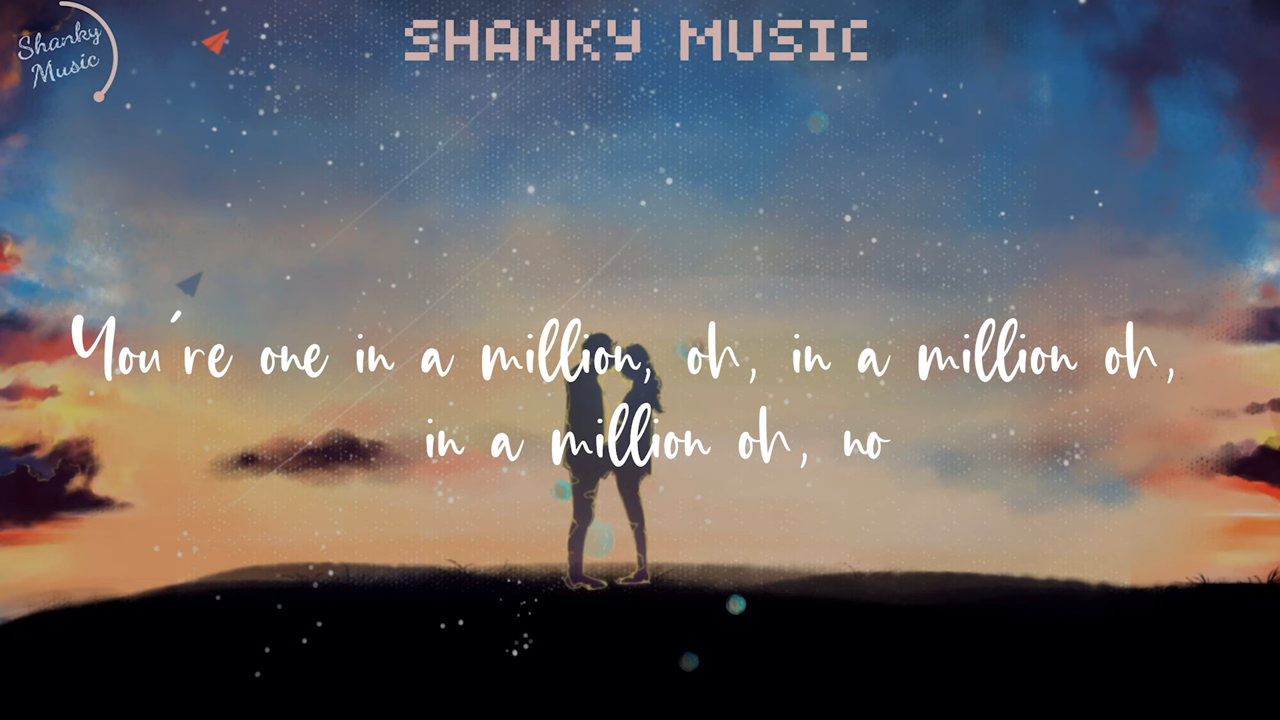 Shanky
Music
SHANKY MUSIC
You're one in a million, oh, in a million oh,
in a million oh, no